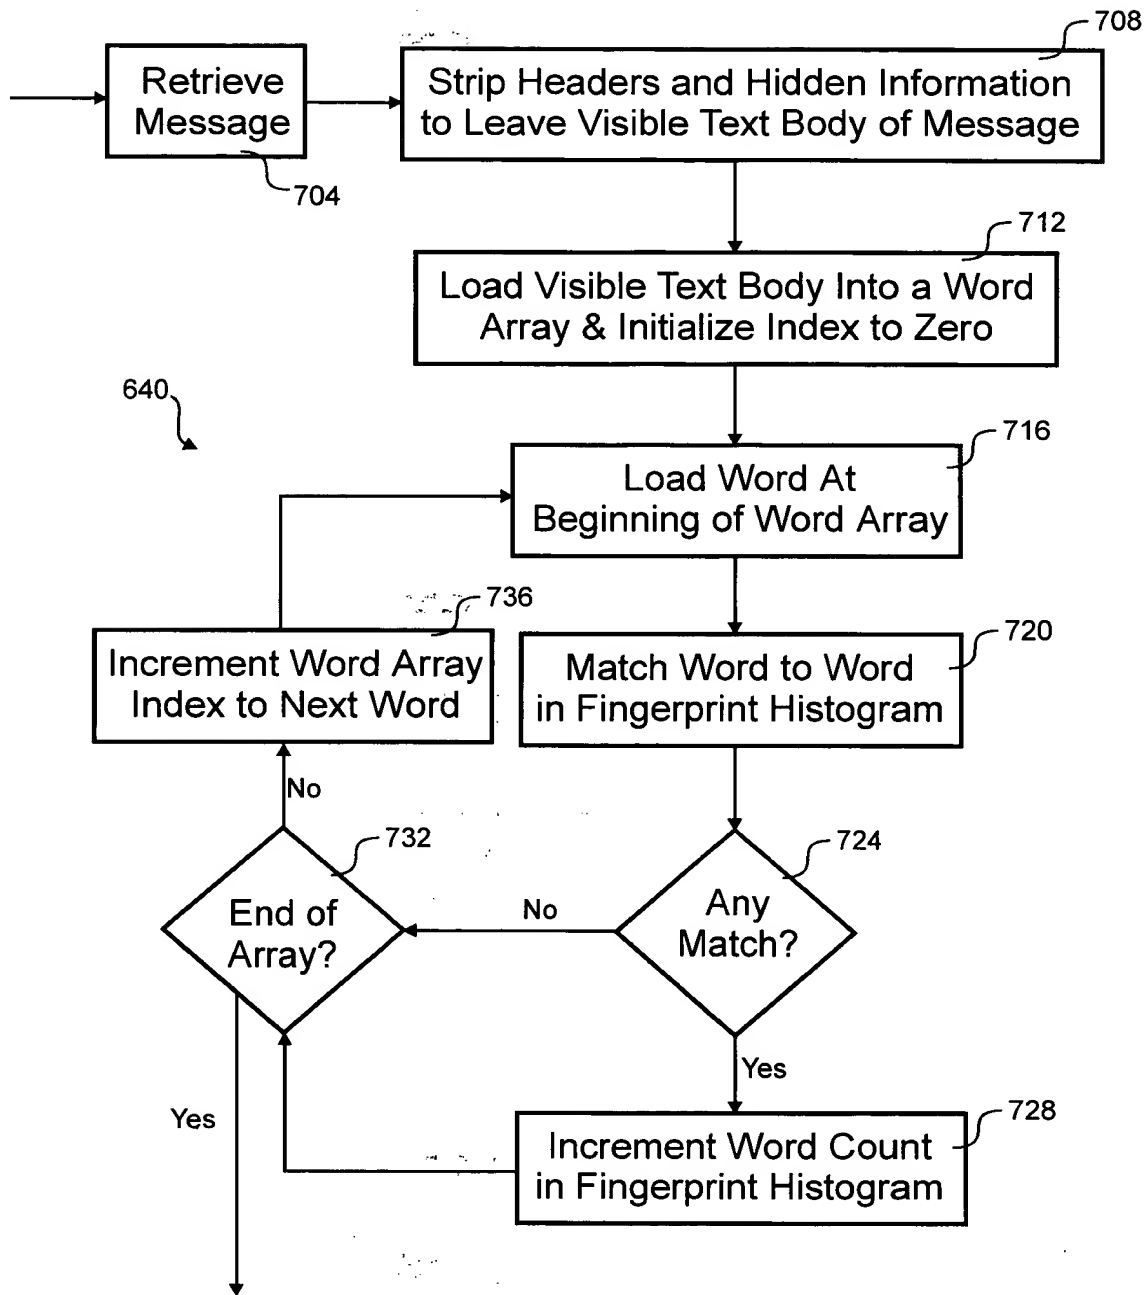 708
Retrieve
Message
704
Strip Headers and Hidden Information
to Leave Visible Text Body of Message
712
Load Visible Text Body Into a Word
Array & Initialize Index to Zero
640
716
Load Word At
Beginning of Word Array
736
Increment Word Array
Index to Next Word
720
Match Word to Word
in Fingerprint Histogram
No
732
End of
Array?
724
Any
Match?
No
Yes
Yes
728
Increment Word Count
in Fingerprint Histogram